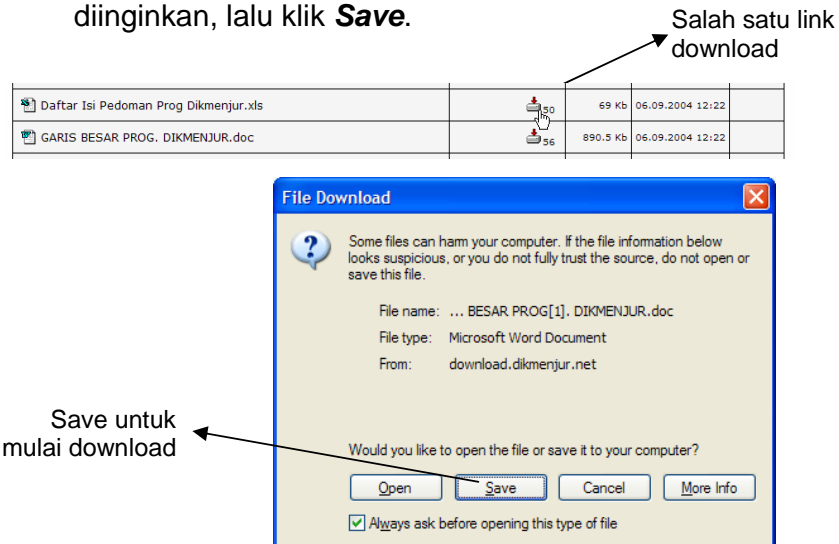 diinginkan, lalu klik Save.
Salah satu link
download
Daftar Isi Pedoman Prog Dikmenjur.xls 50 69 Kb 06.09.2004 12:22
GARIS BESAR PROG. DIKMENJUR.doc 56 890.5 Kb 06.09.2004 12:22
File Download
Some files can harm your computer. If the file information below
looks suspicious, or you do not fully trust the source, do not open or
save this file.
File name: ... BESAR PROG[1]. DIKMENJUR.doc
File type: Microsoft Word Document
From: download.dikmenjur.net
Save untuk
mulai download
Would you like to open the file or save it to your computer?
Open Save Cancel More Info
Always ask before opening this type of file